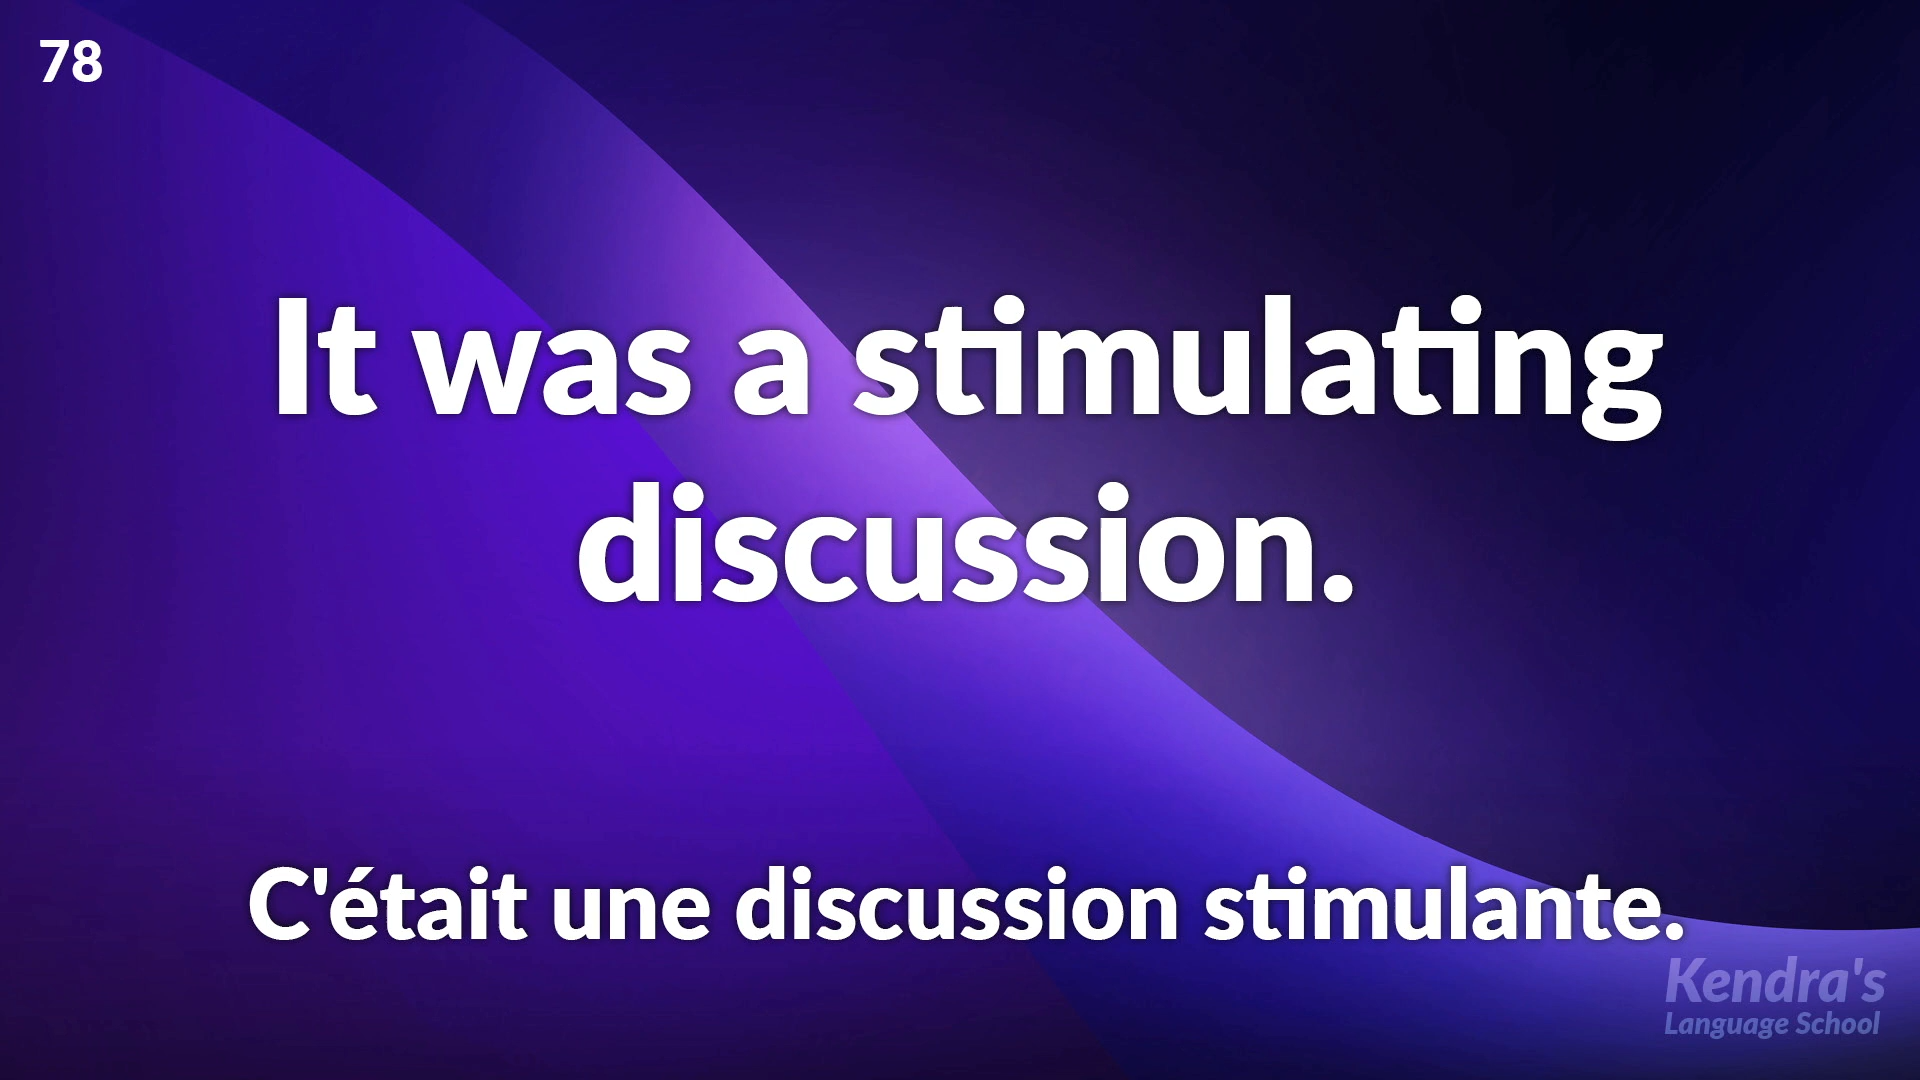 78
It was a stimulating
discussion.
C'était une discussion stimulante.
Kendra's
Language School